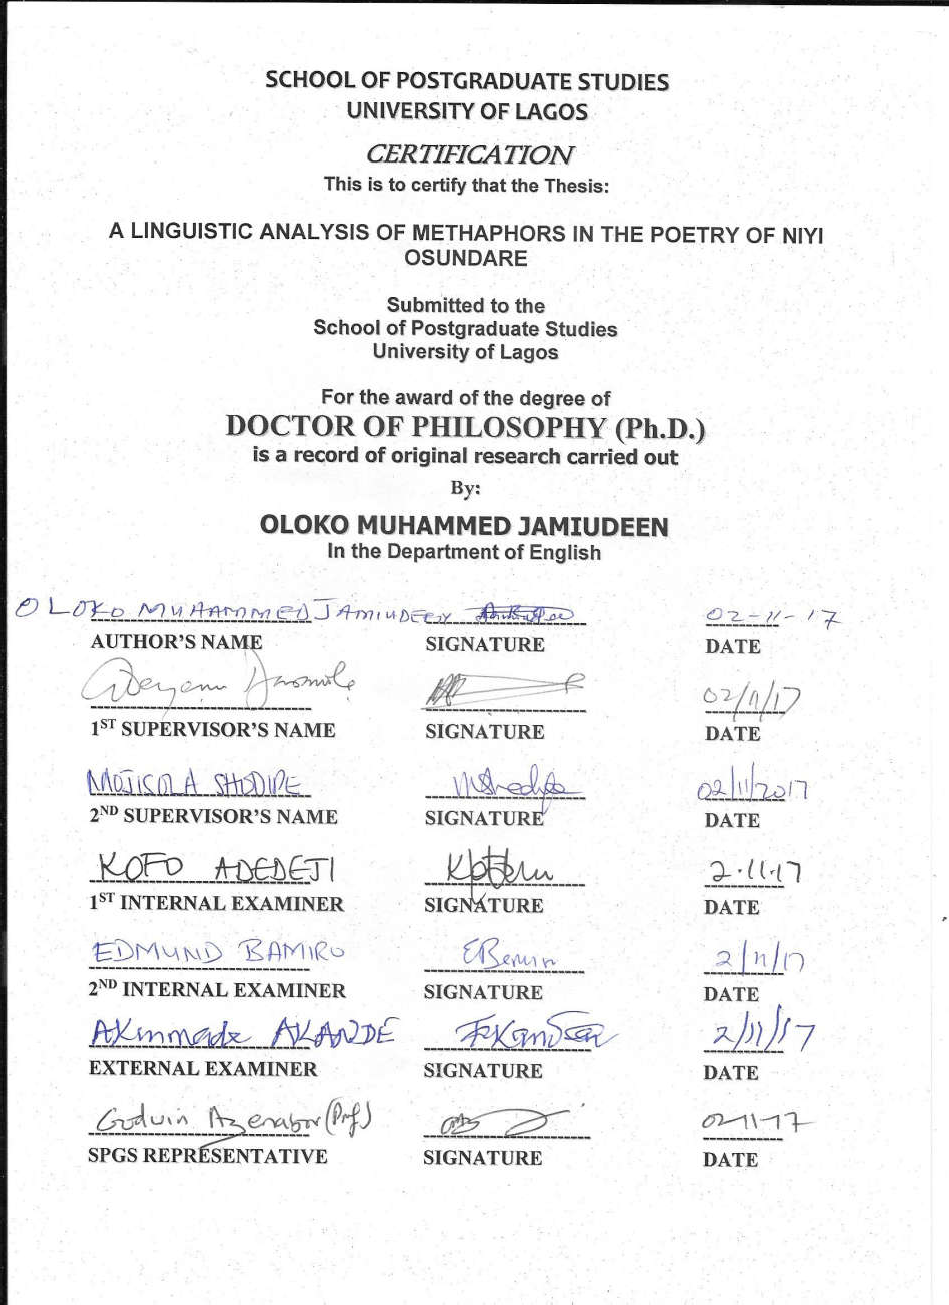 SCHOOL OF POSTGRADUATE STUDIES
UNIVERSITY OF LAGOS
CERTIFICATION
This is to certify that the Thesis:
A LINGUISTIC ANALYSIS OF METHAPHORS IN THE POETRY OF NIYI
OSUNDARE
Submitted to the
School of Postgraduate Studies
University of Lagos
For the award of the degree of
DOCTOR OF PHILOSOPHY (Ph.D.)
is a record of original research carried out
By:
OLOKO MUHAMMED JAMIUDEEN
In the Department of English
OLOKO MUHAMMED JAMIUDEEN 02-11-17
AUTHOR'S NAME SIGNATURE DATE
02/11/17
1ST SUPERVISOR'S NAME SIGNATURE DATE
MOJISOLA SHODIPE 02/11/2017
2ND SUPERVISOR'S NAME SIGNATURE DATE
KOFO ADEDEJI 2.11.17
1ST INTERNAL EXAMINER SIGNATURE DATE
EDMUND BAMIRO 2/11/17
2ND INTERNAL EXAMINER SIGNATURE DATE
Akinmade AKANDE 2/11/17
EXTERNAL EXAMINER SIGNATURE DATE
Godwin Azenabor (Prof) 02-11-17
SPGS REPRESENTATIVE SIGNATURE DATE